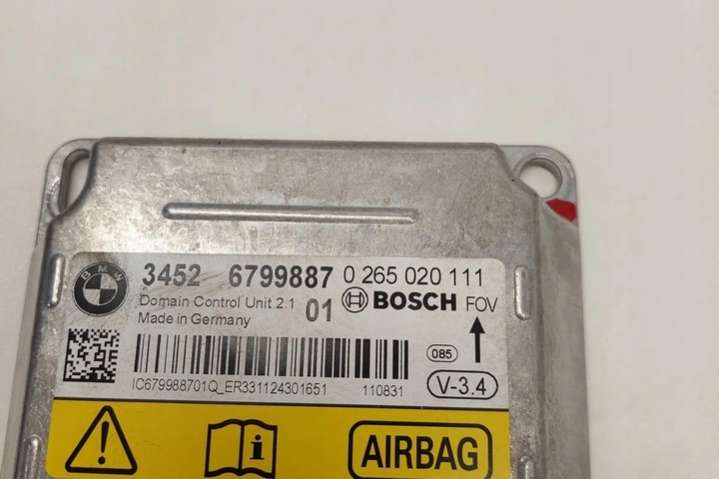 BMW
3452 6799887 0 265 020 111
Domain Control Unit 2.1 01 BOSCH FOV
Made in Germany
085
IC679988701Q_ER331124301651 110831 V-3.4
AIRBAG